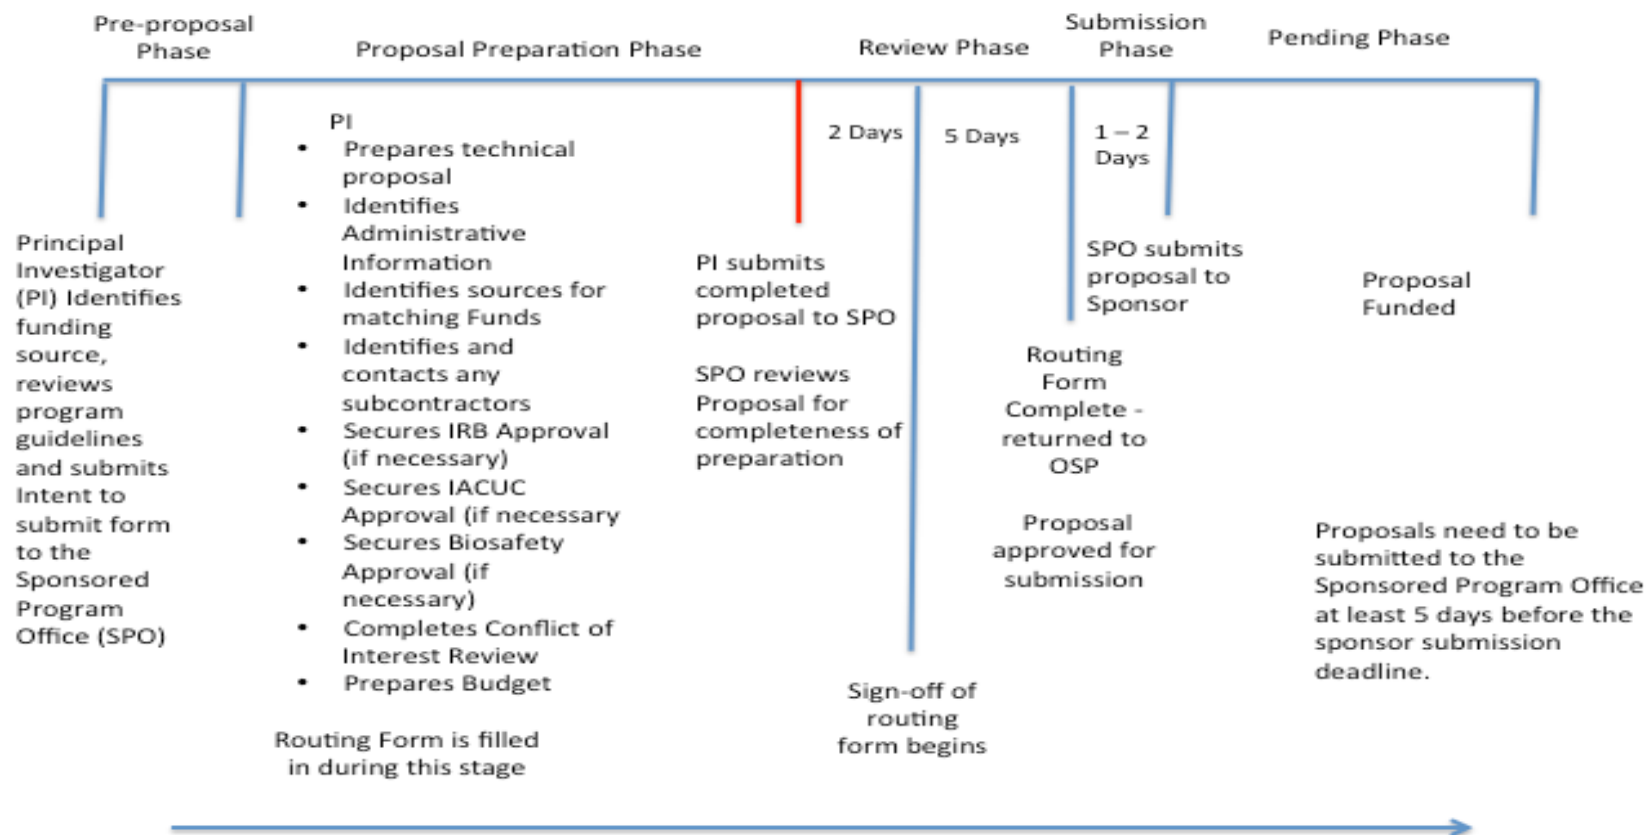 Pre-proposal
Phase
Proposal Preparation Phase
Review Phase
Submission
Phase
Pending Phase
Principal
Investigator
(PI) Identifies
funding
source,
reviews
program
guidelines
and submits
Intent to
submit form
to the
Sponsored
Program
Office (SPO)
PI
• Prepares technical
proposal
• Identifies
Administrative
Information
• Identifies sources for
matching Funds
• Identifies and
contacts any
subcontractors
• Secures IRB Approval
(if necessary)
• Secures IACUC
Approval (if necessary
• Secures Biosafety
Approval (if
necessary)
• Completes Conflict of
Interest Review
• Prepares Budget
Routing Form is filled
in during this stage
PI submits
completed
proposal to SPO
SPO reviews
Proposal for
completeness of
preparation
2 Days
Sign-off of
routing
form begins
5 Days
Routing
Form
Complete -
returned to
OSP
Proposal
approved for
submission
1 – 2
Days
SPO submits
proposal to
Sponsor
Proposal
Funded
Proposals need to be
submitted to the
Sponsored Program Office
at least 5 days before the
sponsor submission
deadline.